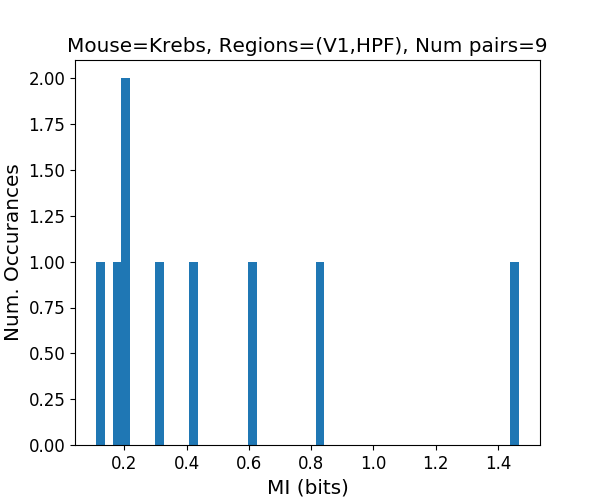 Mouse=Krebs, Regions=(V1,HPF), Num pairs=9
Num. Occurances
2.00
1.75
1.50
1.25
1.00
0.75
0.50
0.25
0.00
0.2 0.4 0.6 0.8 1.0 1.2 1.4
MI (bits)